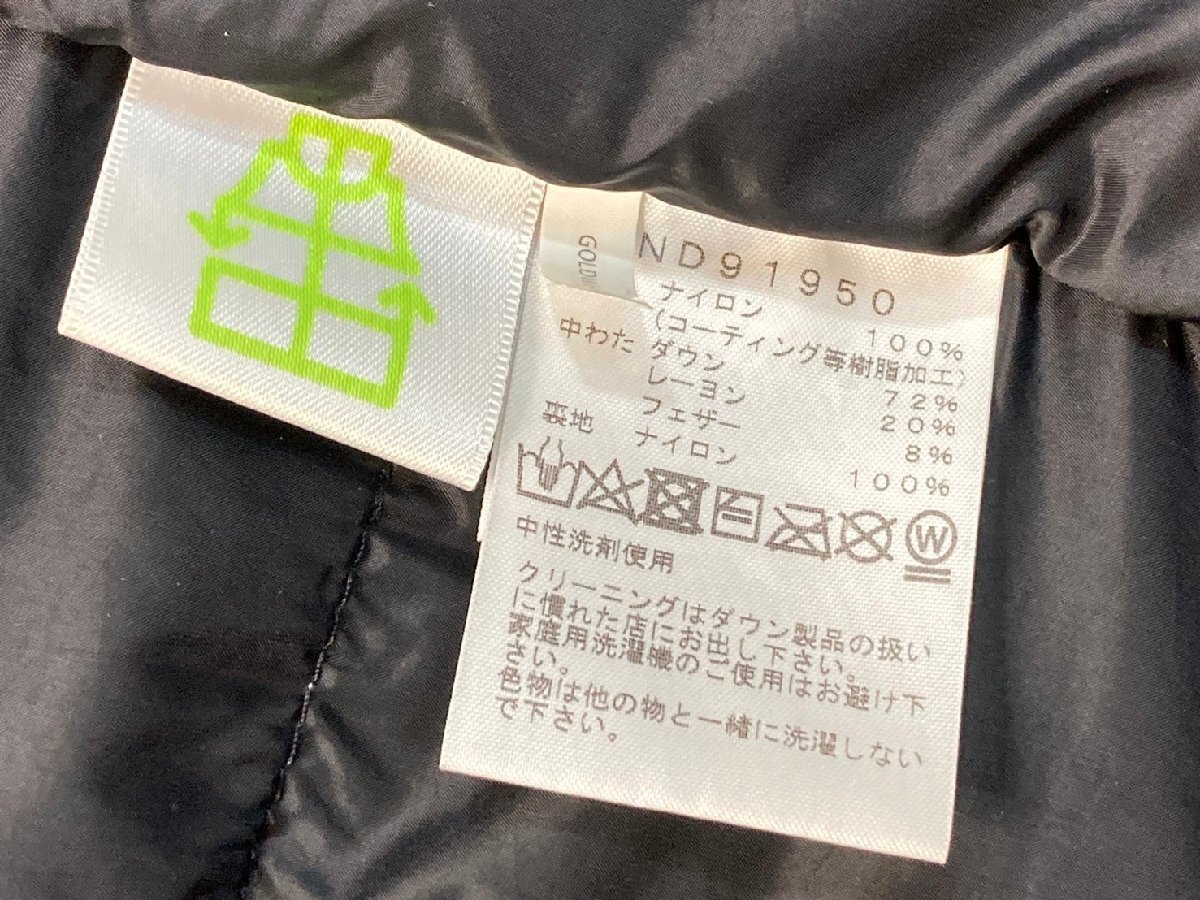 GOLD
ND91950
ナイロン 100%
(コーティング等樹脂加工)
中わた ダウン 72%
レーヨン 20%
フェザー 8%
裏地 ナイロン 100%
W
中性洗剤使用
クリーニングはダウン製品の扱い
に慣れた店にお出し下さい。
家庭用洗濯機のご使用はお避け下
さい。
色物は他の物と一緒に洗濯しない
で下さい。